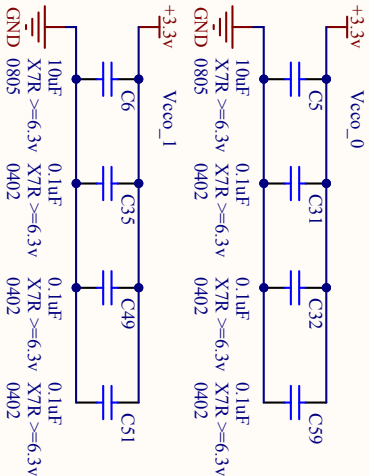 Vcco_0
+3.3v
C5
C31
C32
C59
10uF
X7R >=6.3v
0805
0.1uF
X7R >=6.3v
0402
0.1uF
X7R >=6.3v
0402
0.1uF
X7R >=6.3v
0402
GND
Vcco_1
+3.3v
C6
C35
C49
C51
10uF
X7R >=6.3v
0805
0.1uF
X7R >=6.3v
0402
0.1uF
X7R >=6.3v
0402
0.1uF
X7R >=6.3v
0402
GND